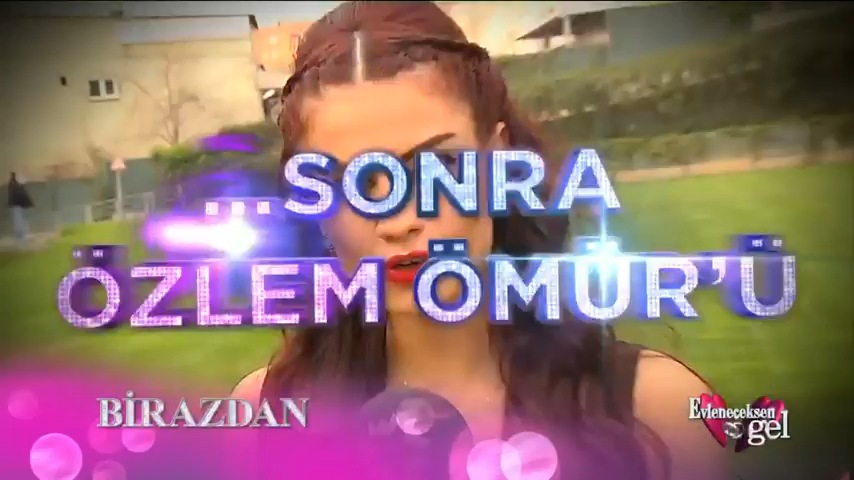 ...SONRA
ÖZLEM ÖMÜR'Ü
BİRAZDAN
Evleneceksen
gel